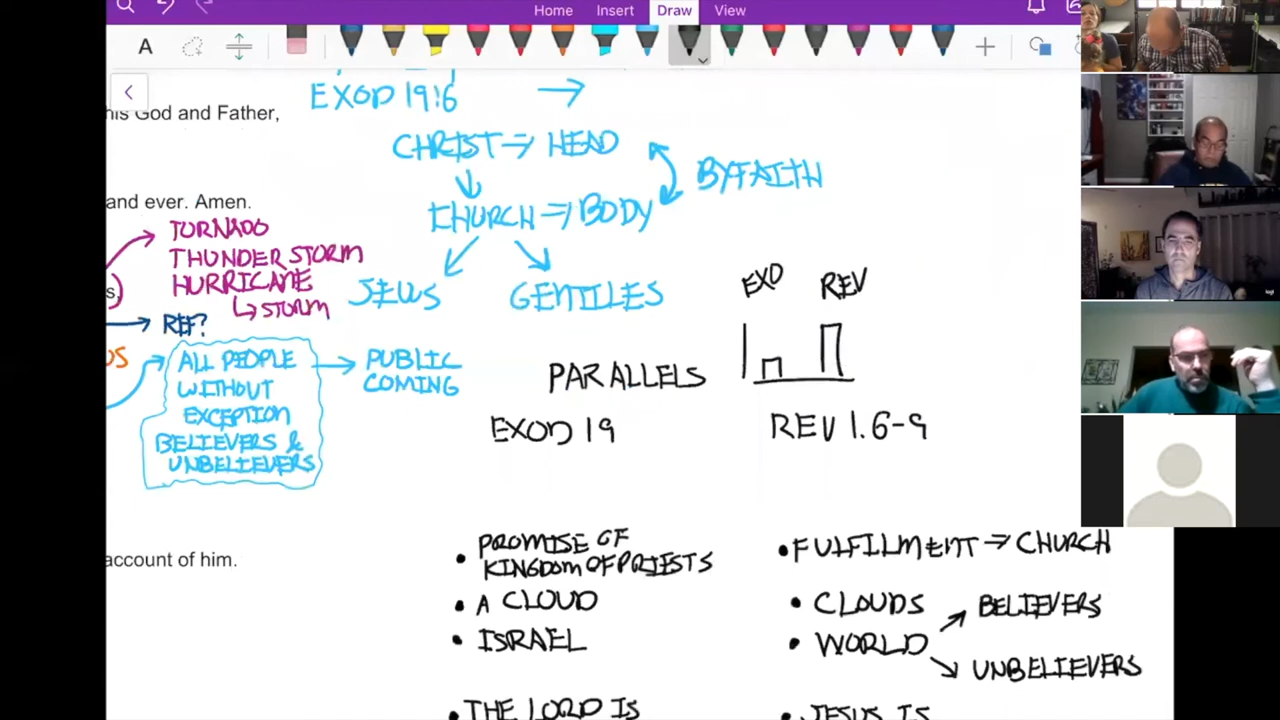 Home Insert Draw View
A
EXOD 19:6 →
his God and Father,
CHRIST ⇒ HEAD
BY FAITH
CHURCH ⇒ BODY
and ever. Amen.
TORNADO
THUNDER STORM
HURRICANE
↳ STORM
s,
JEWS GENTILES
EXO REV
REF?
OS
ALL PEOPLE
WITHOUT
EXCEPTION
BELIEVERS &
UNBELIEVERS
PUBLIC
COMING
PARALLELS
EXOD 19 REV 1.6-9
account of him.
• PROMISE OF
KINGDOM OF PRIESTS
• FULFILMENT ⇒ CHURCH
• A CLOUD
• CLOUDS
• ISRAEL
• WORLD
BELIEVERS
UNBELIEVERS
• THE LORD IS
• JESUS IS